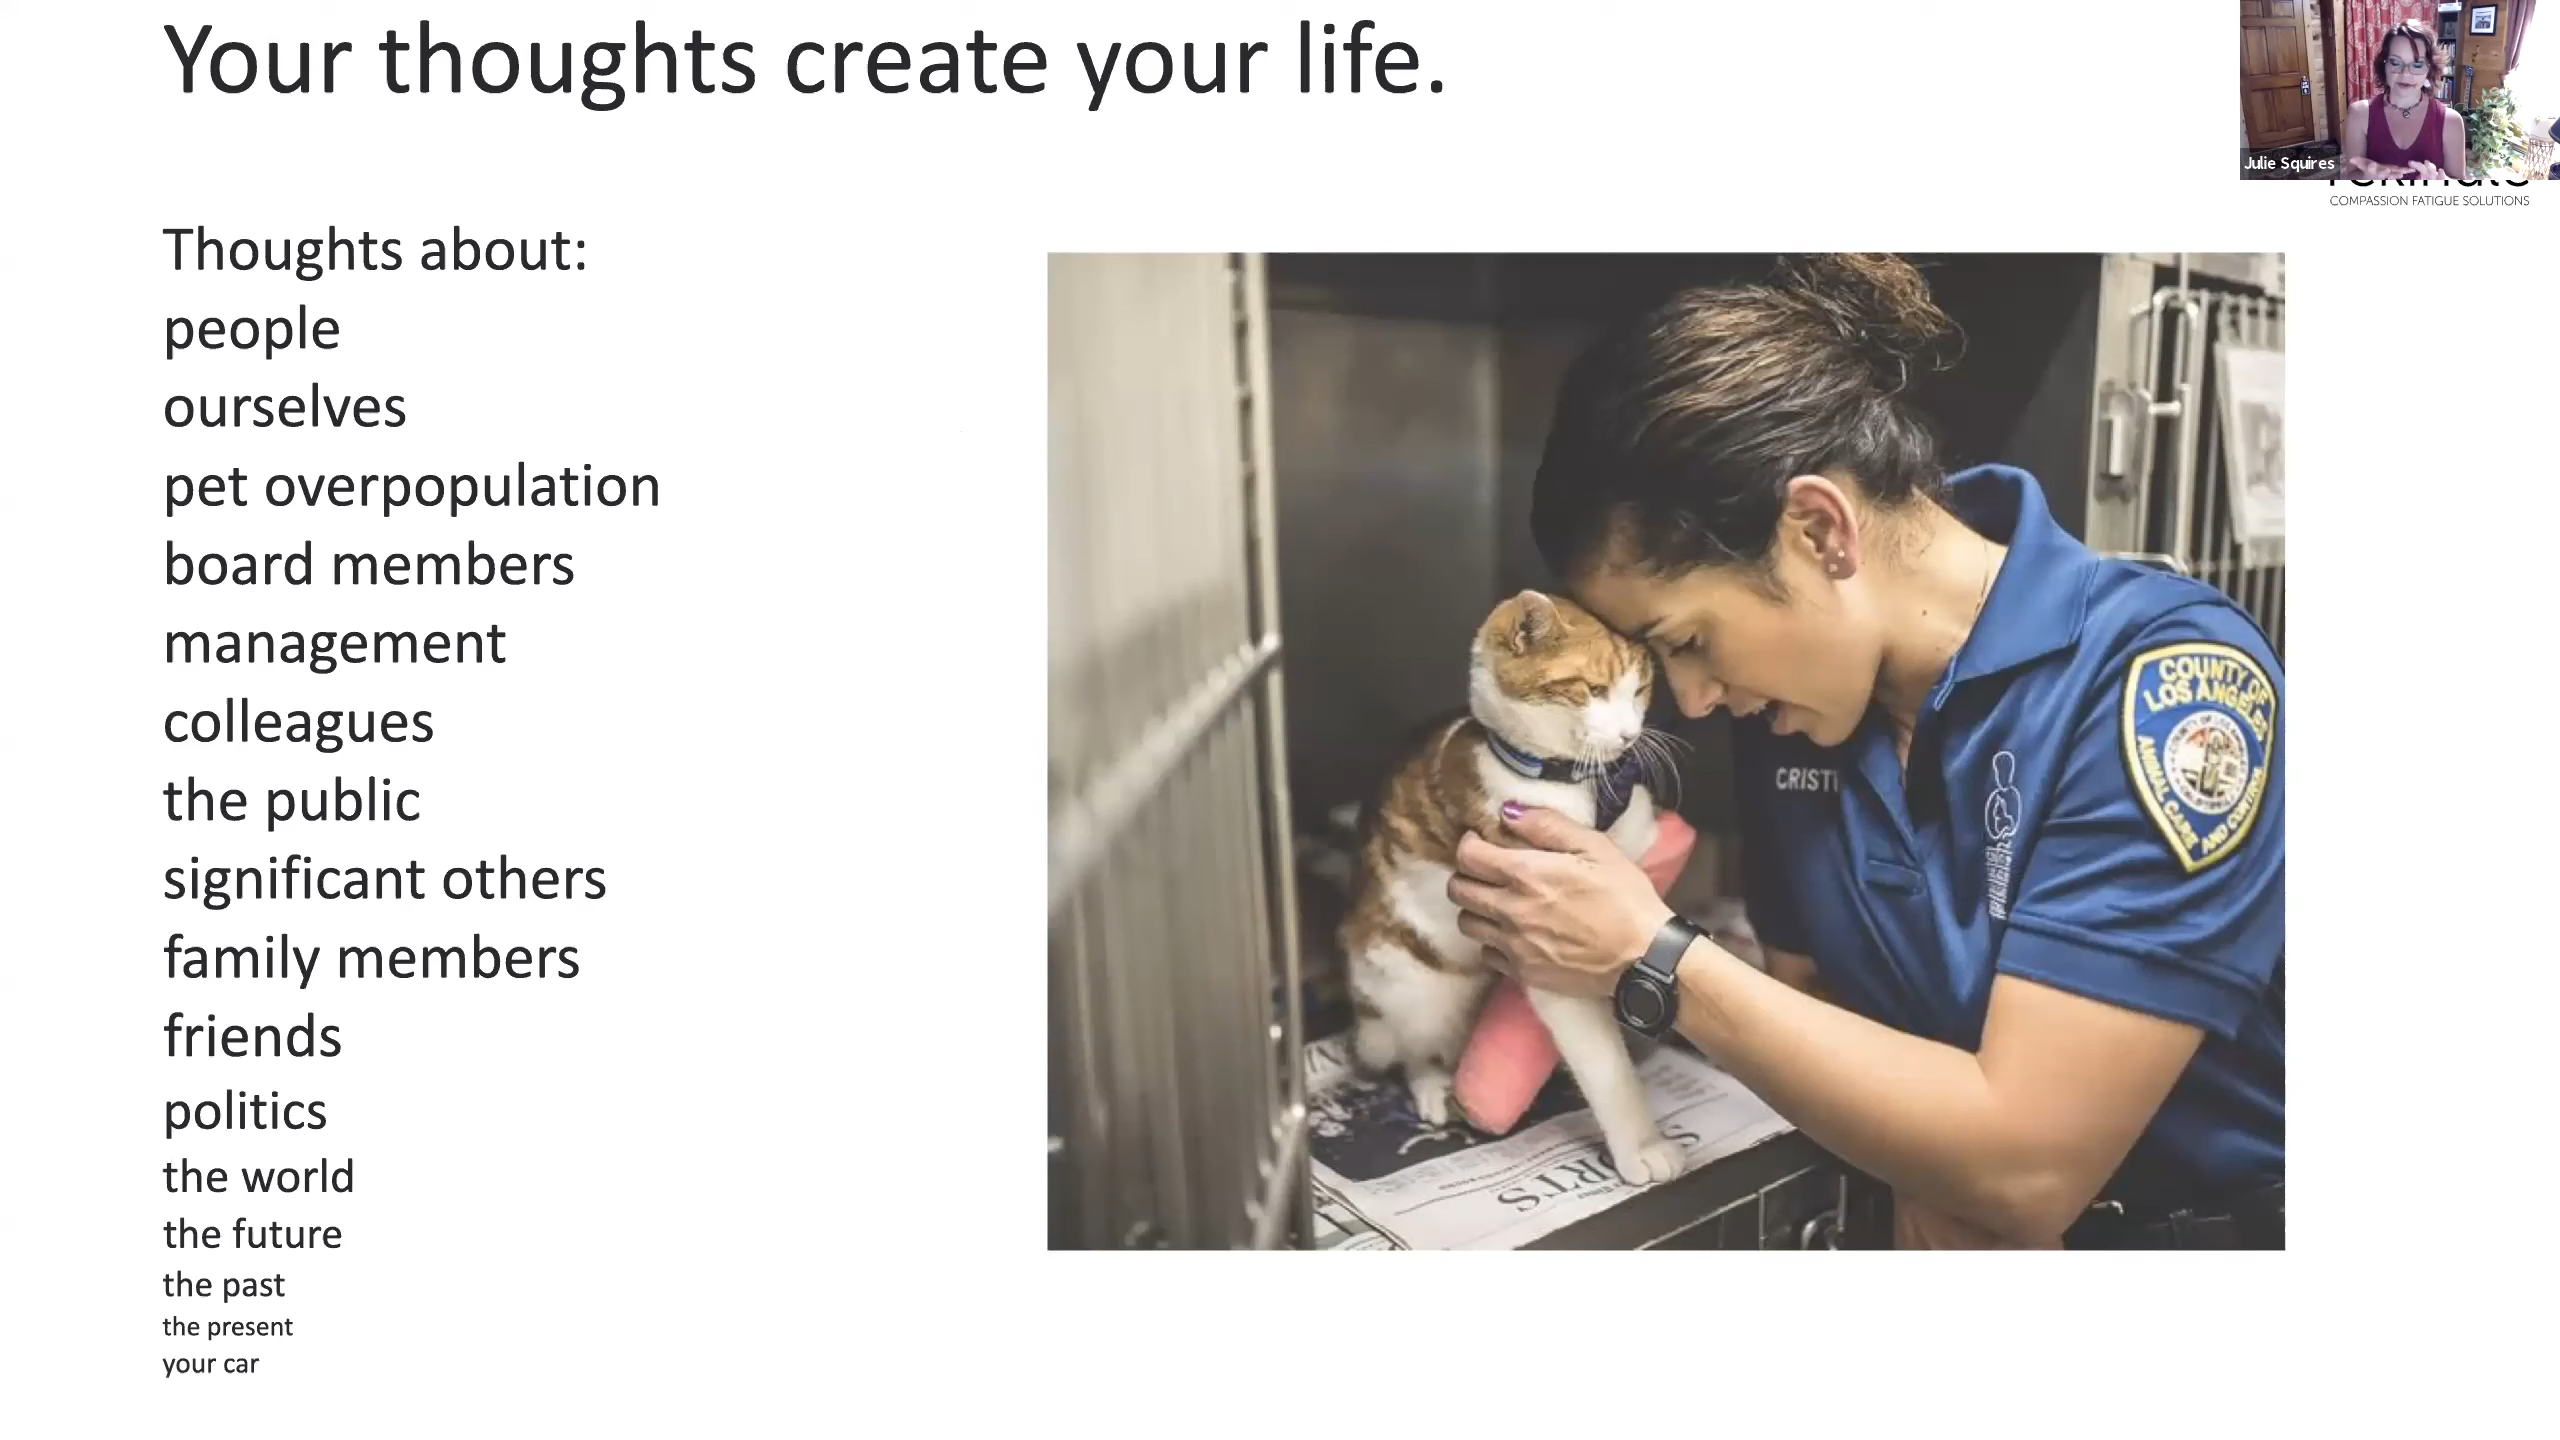 Your thoughts create your life.
Julie Squires
COMPASSION FATIGUE SOLUTIONS
Thoughts about:
people
ourselves
pet overpopulation
board members
management
colleagues
the public
significant others
family members
friends
politics
the world
the future
the past
the present
your car
COUNTY OF
LOS ANGELES
ANIMAL CARE AND CONTROL
CRISTI